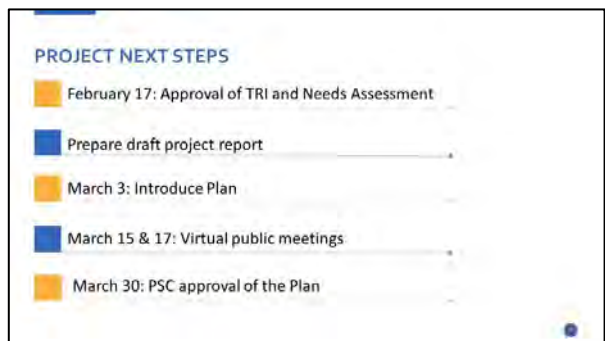 PROJECT NEXT STEPS
February 17: Approval of TRI and Needs Assessment
Prepare draft project report
March 3: Introduce Plan
March 15 & 17: Virtual public meetings
March 30: PSC approval of the Plan